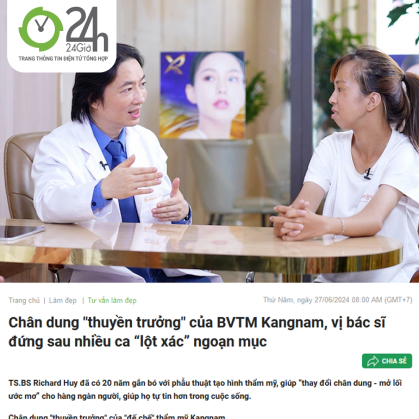 24h
24Giờ
TRANG THÔNG TIN ĐIỆN TỬ TỔNG HỢP
Trang chủ | Làm đẹp | Tư vấn làm đẹp
Thứ Năm, ngày 27/06/2024 08:00 AM (GMT+7)
Chân dung "thuyền trưởng" của BVTM Kangnam, vị bác sĩ
đứng sau nhiều ca “lột xác” ngoạn mục
CHIA SẺ
TS.BS Richard Huy đã có 20 năm gắn bó với phẫu thuật tạo hình thẩm mỹ, giúp “thay đổi chân dung - mở lối
ước mơ” cho hàng ngàn người, giúp họ tự tin hơn trong cuộc sống.
Chân dung "thuyền trưởng" của "đế chế" thẩm mỹ Kangnam